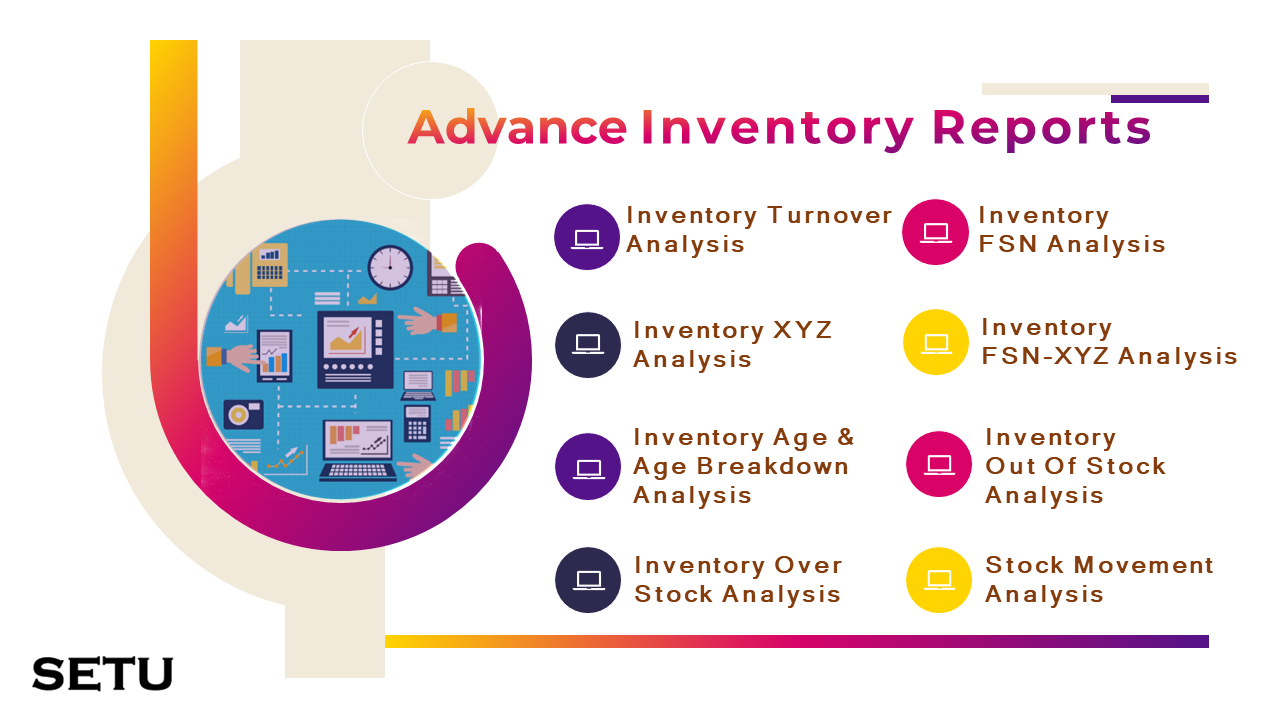 Advance Inventory Reports
Inventory Turnover
Analysis
Inventory
FSN Analysis
Inventory XYZ
Analysis
Inventory
FSN-XYZ Analysis
Inventory Age &
Age Breakdown
Analysis
Inventory
Out Of Stock
Analysis
Inventory Over
Stock Analysis
Stock Movement
Analysis
SETU